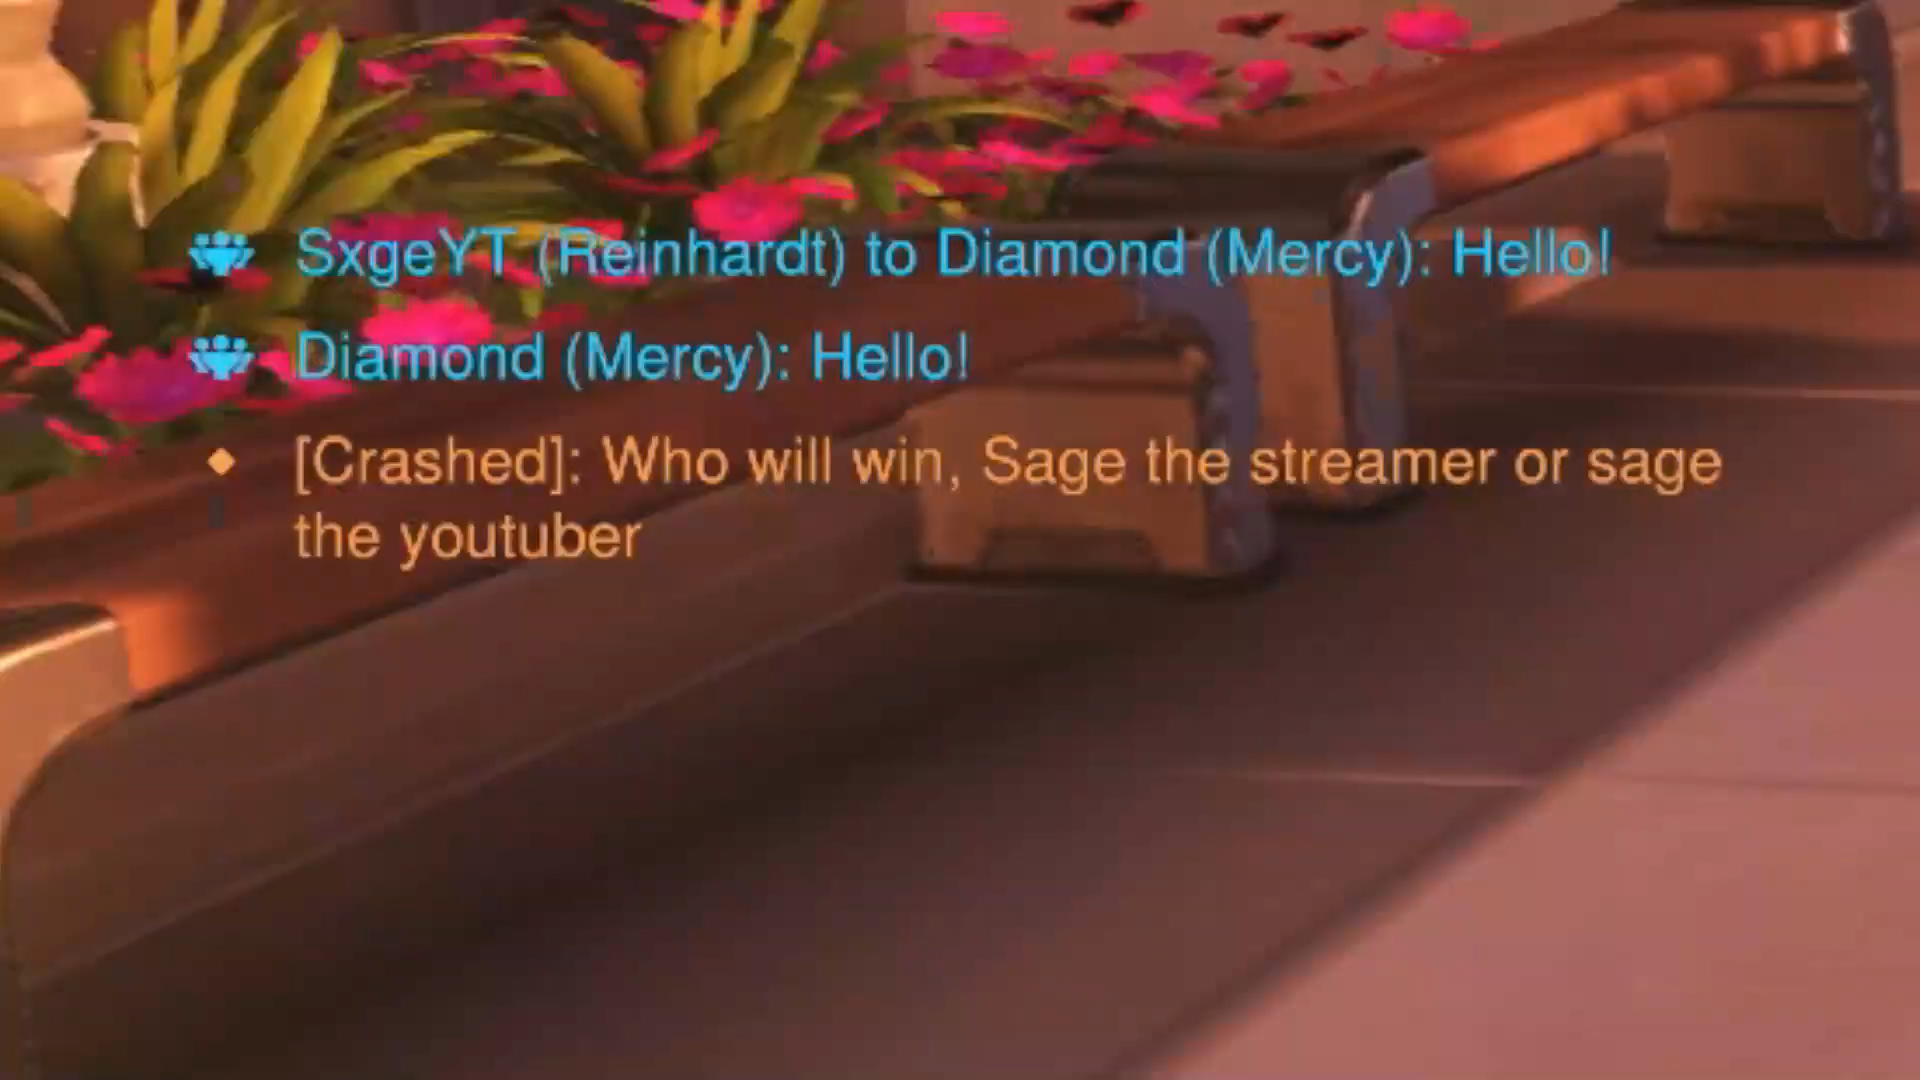 SxgeYT (Reinhardt) to Diamond (Mercy): Hello!
Diamond (Mercy): Hello!
[Crashed]: Who will win, Sage the streamer or sage
the youtuber